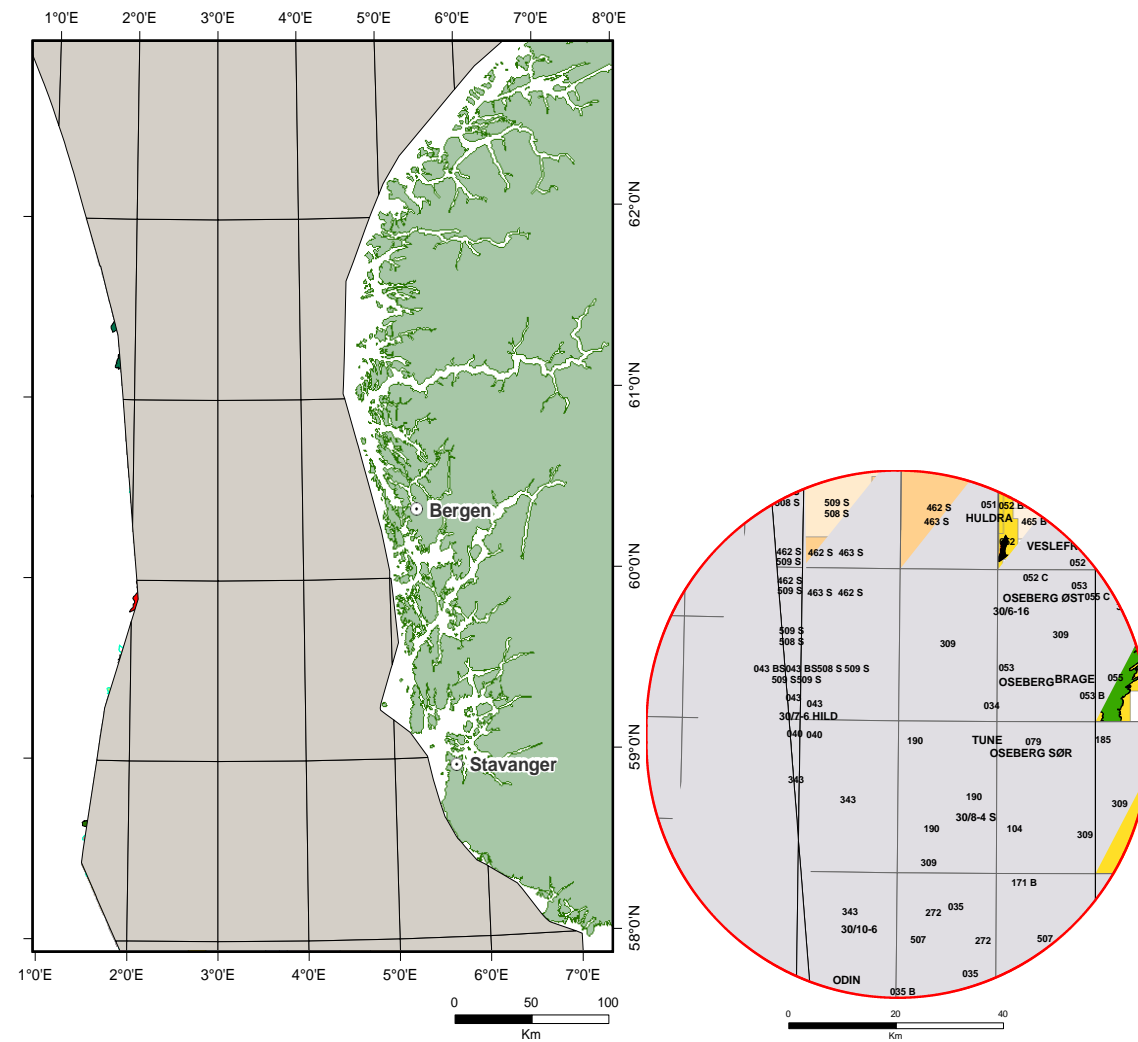 1°0'E 2°0'E 3°0'E 4°0'E 5°0'E 6°0'E 7°0'E 8°0'E
62°0'N
61°0'N
60°0'N
59°0'N
58°0'N
Bergen
Stavanger
1°0'E 2°0'E 3°0'E 4°0'E 5°0'E 6°0'E 7°0'E
0 50 100
Km
508 S 509 S 462 S 051 052 B
508 S 463 S HULDRA 465 B
462 S 462 S 463 S VESLEFR
509 S 052
462 S 052 C
509 S 463 S 462 S 053
OSEBERG ØST 055 C
30/6-16
509 S 309
508 S 309
043 BS 043 BS 508 S 509 S 053
509 S 509 S OSEBERG BRAGE 055
043 043 034 053 B
30/7-6 HILD
040 040 190 TUNE 079 185
OSEBERG SØR
343
343 190 309
30/8-4 S
190 104 309
309
171 B
343 272 035
30/10-6
507 272 507
035
ODIN
035 B
0 20 40
Km